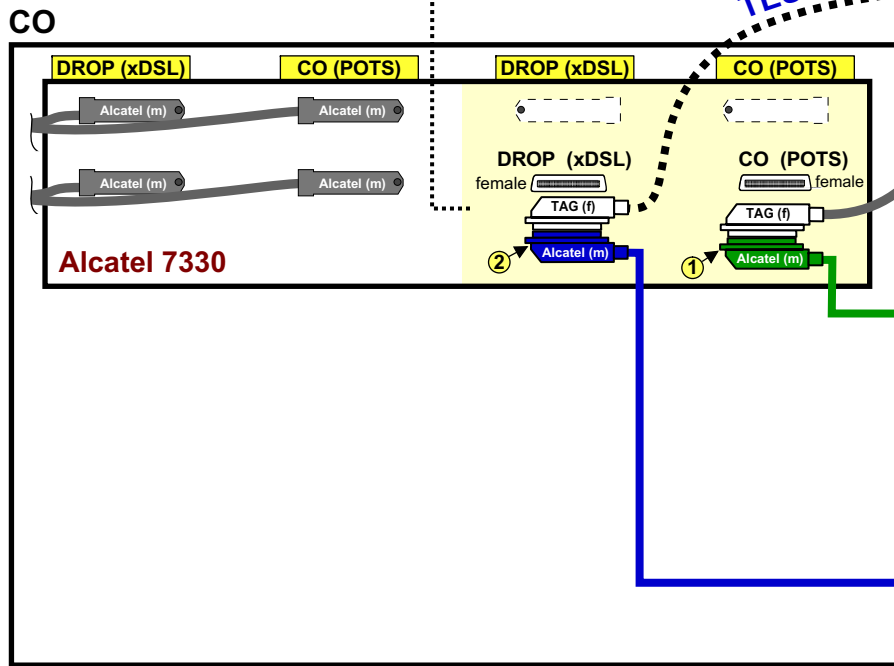 CO
DROP (xDSL)
CO (POTS)
DROP (xDSL)
CO (POTS)
Alcatel (m)
Alcatel (m)
Alcatel (m)
Alcatel (m)
DROP (xDSL)
CO (POTS)
female
female
TAG (f)
TAG (f)
Alcatel 7330
2
Alcatel (m)
1
Alcatel (m)